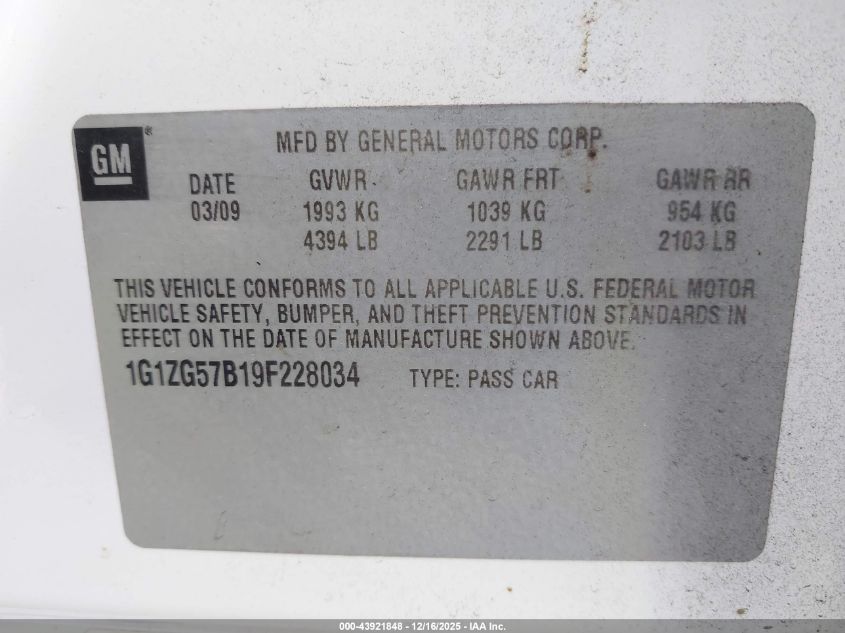 GM®
MFD BY GENERAL MOTORS CORP.
DATE GVWR GAWR FRT GAWR RR
03/09 1993 KG 1039 KG 954 KG
4394 LB 2291 LB 2103 LB
THIS VEHICLE CONFORMS TO ALL APPLICABLE U.S. FEDERAL MOTOR
VEHICLE SAFETY, BUMPER, AND THEFT PREVENTION STANDARDS IN
EFFECT ON THE DATE OF MANUFACTURE SHOWN ABOVE.
1G1ZG57B19F228034 TYPE: PASS CAR
000-43921848 - 12/16/2025 - IAA Inc.